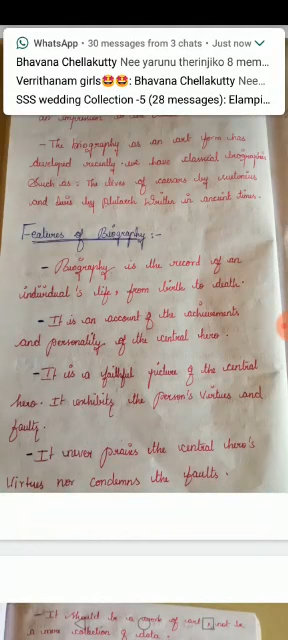 WhatsApp • 30 messages from 3 chats • Just now
Bhavana Chellakutty Nee yarunu therinjiko 8 mem...
Verrithanam girls🤩🤩: Bhavana Chellakutty Nee...
SSS wedding Collection -5 (28 messages): Elampi...
- The biography as an art form has
developed recently. we have classical
Such as: The lives of caesars by
and lives by plutarch written in ancient times.
Features of Biography :-
- Biography is the record of an
individual's life, from birth to death.
- It is an account of the achievements
and personality of the central hero.
- It is a faithful picture of the central
hero. It exhibits the person's virtues and
faults.
- It never praises the central hero's
virtues nor condemns the faults.
- It should be a not be
a mere collection of data.